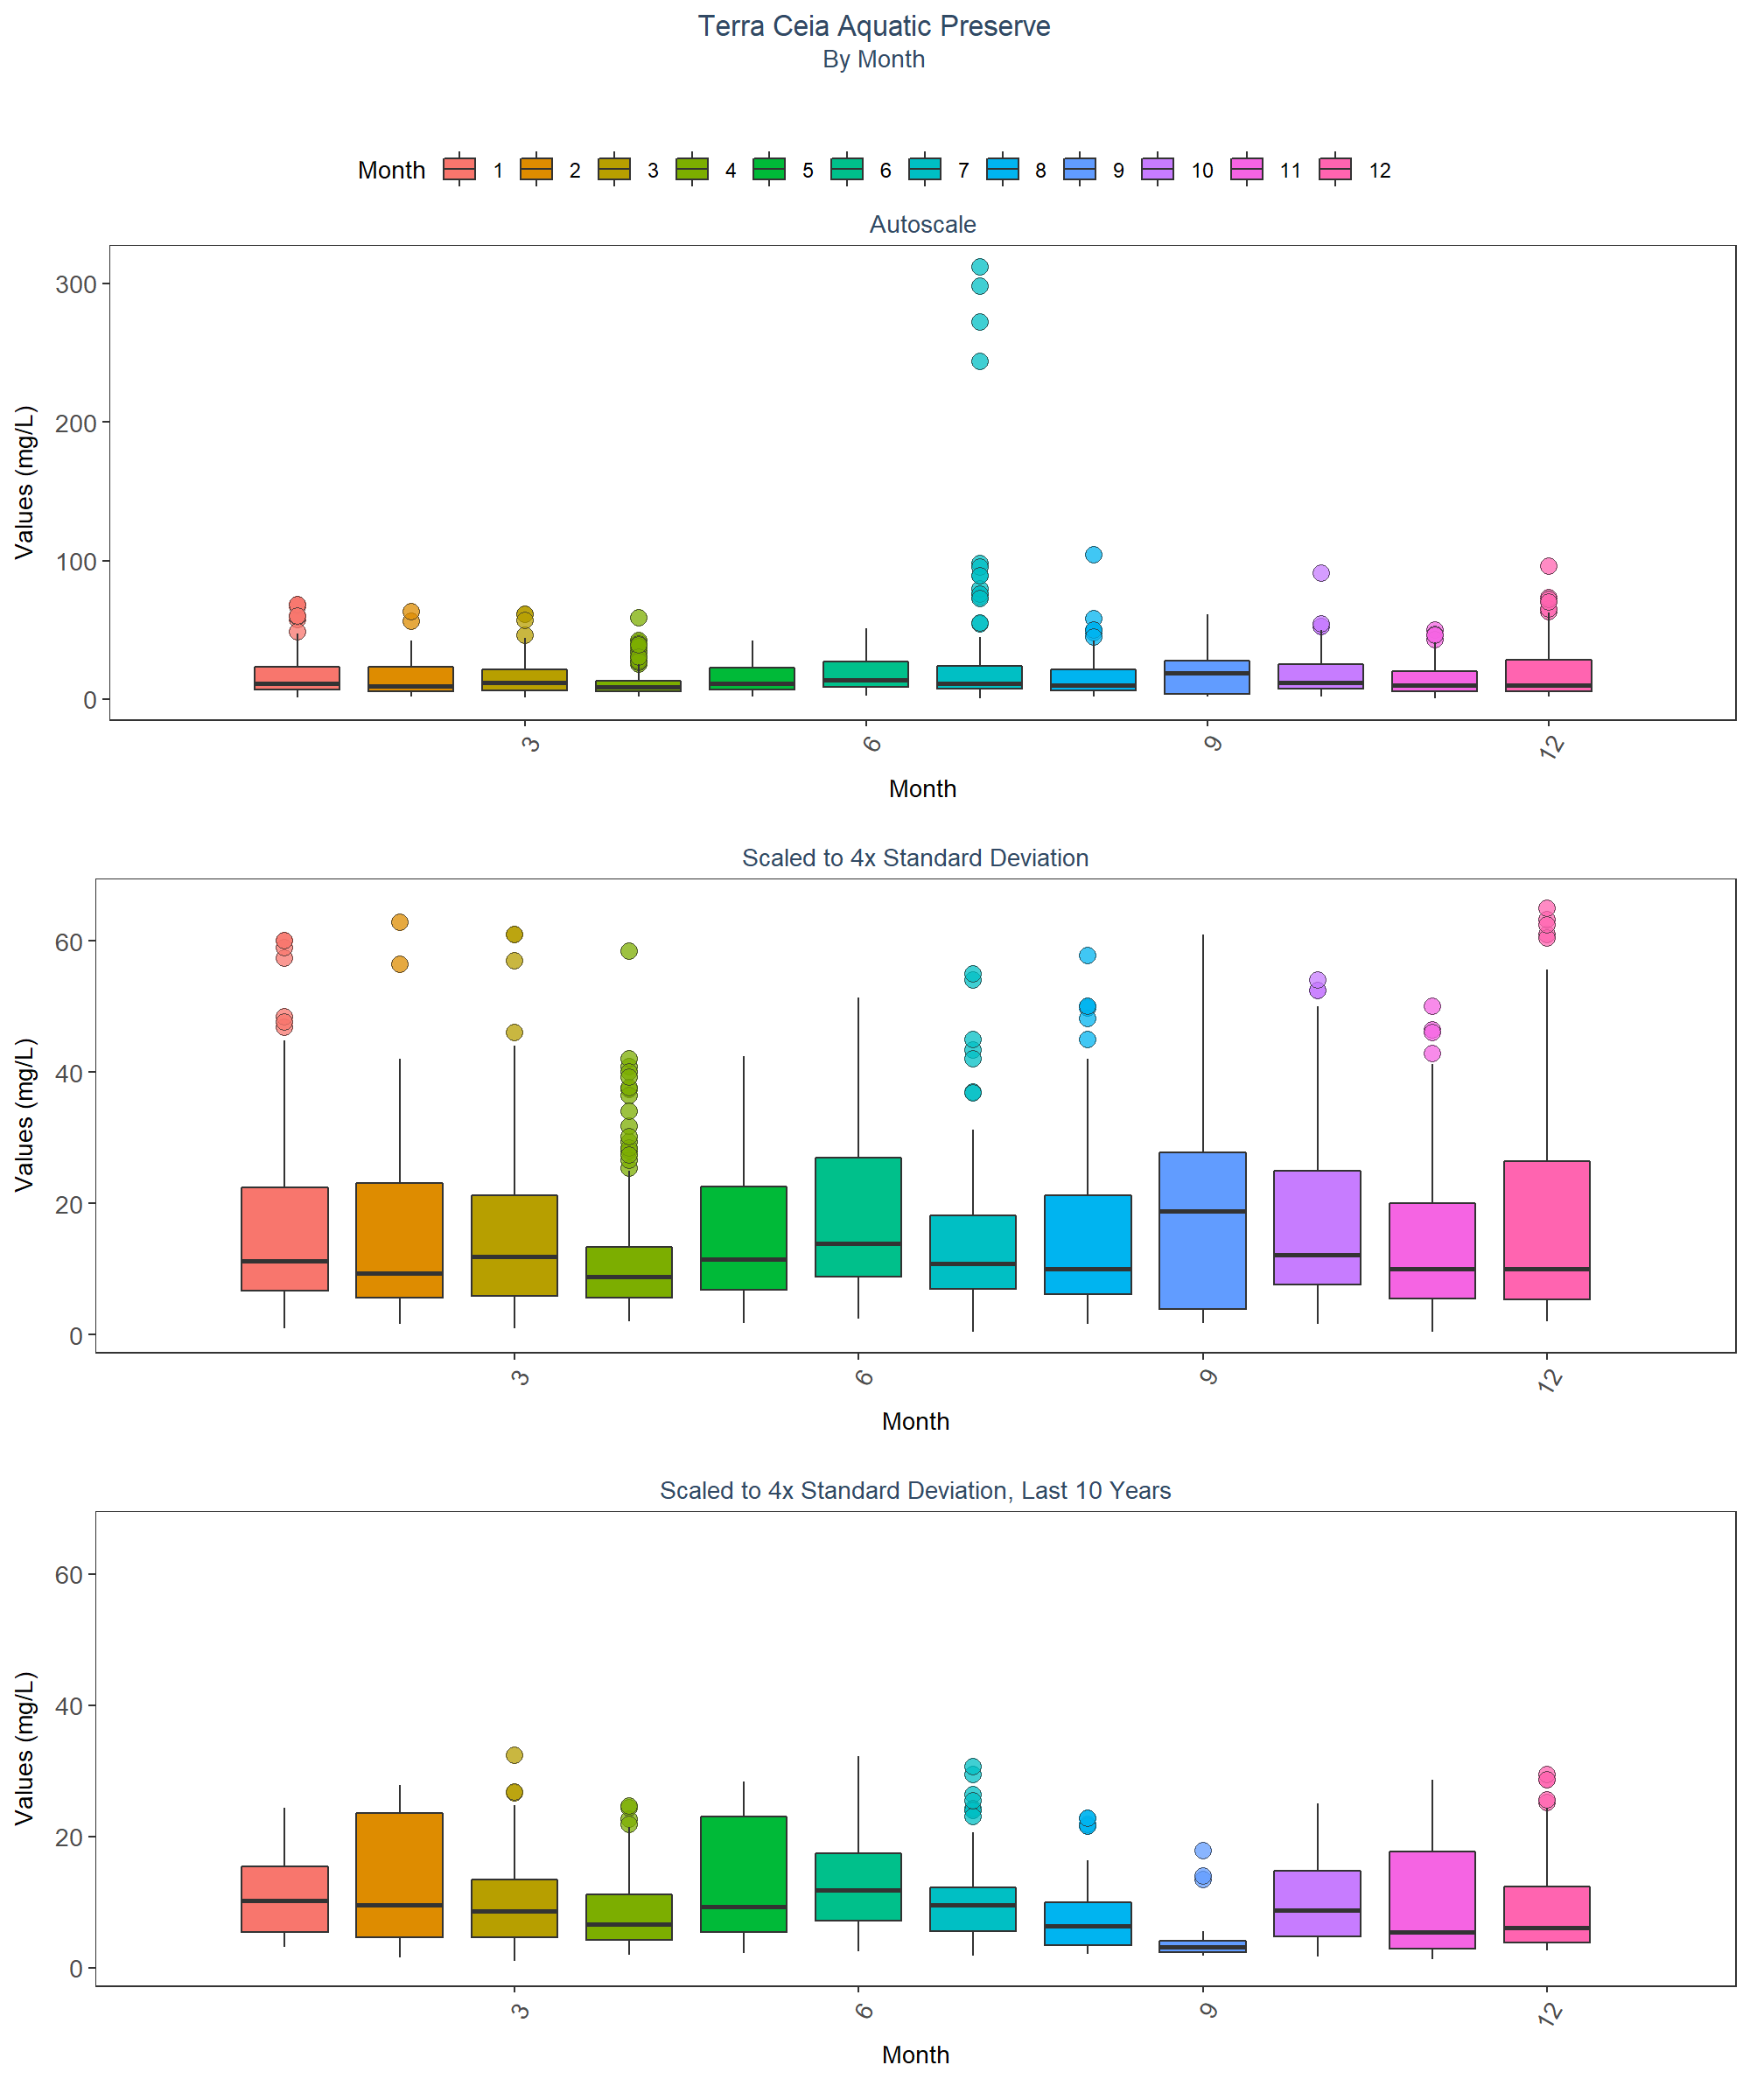 Terra Ceia Aquatic Preserve
By Month
Month 1 2 3 4 5 6 7 8 9 10 11 12
Autoscale
300
200
100
0
Values (mg/L)
3 6 9 12
Month
Scaled to 4x Standard Deviation
60
40
20
0
Values (mg/L)
3 6 9 12
Month
Scaled to 4x Standard Deviation, Last 10 Years
60
40
20
0
Values (mg/L)
3 6 9 12
Month